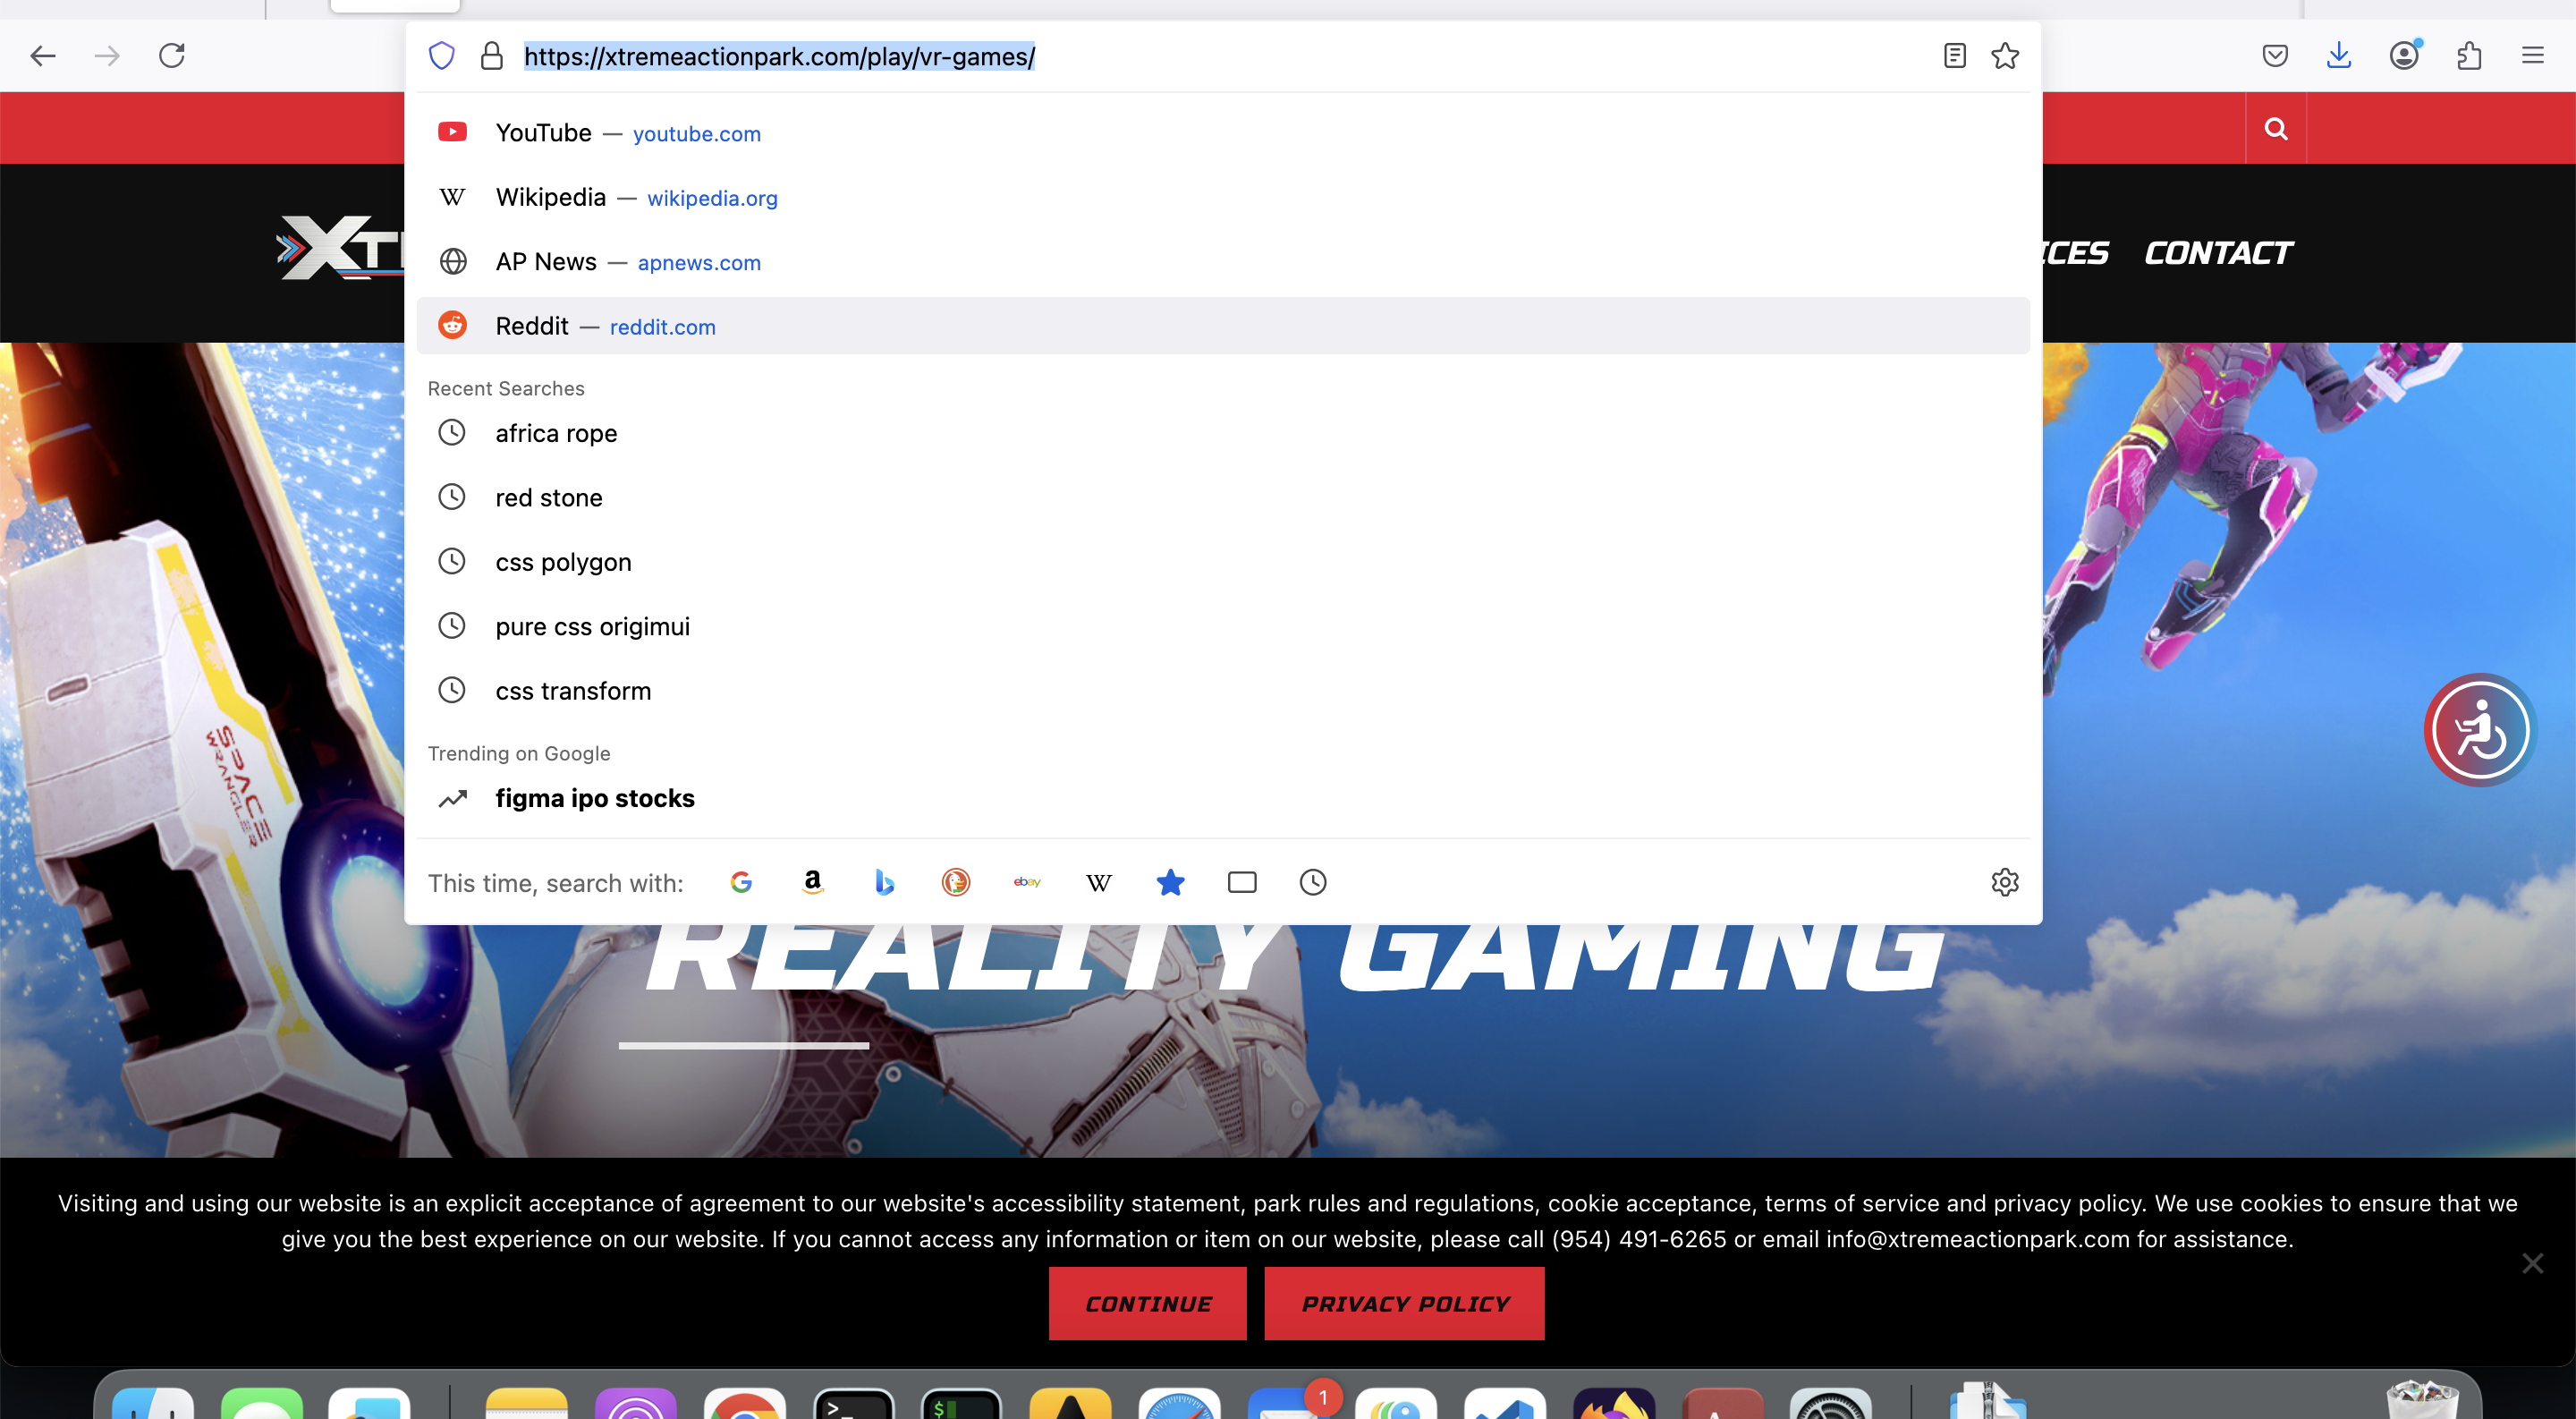 https://xtremeactionpark.com/play/vr-games/
YouTube — youtube.com
Wikipedia — wikipedia.org
AP News — apnews.com
Reddit — reddit.com
CONTACT
Recent Searches
africa rope
red stone
css polygon
pure css origimui
css transform
SPACE
WRANGLER
Trending on Google
figma ipo stocks
This time, search with:
ebay
REALITY GAMING
Visiting and using our website is an explicit acceptance of agreement to our website's accessibility statement, park rules and regulations, cookie acceptance, terms of service and privacy policy. We use cookies to ensure that we
give you the best experience on our website. If you cannot access any information or item on our website, please call (954) 491-6265 or email info@xtremeactionpark.com for assistance.
CONTINUE
PRIVACY POLICY
1